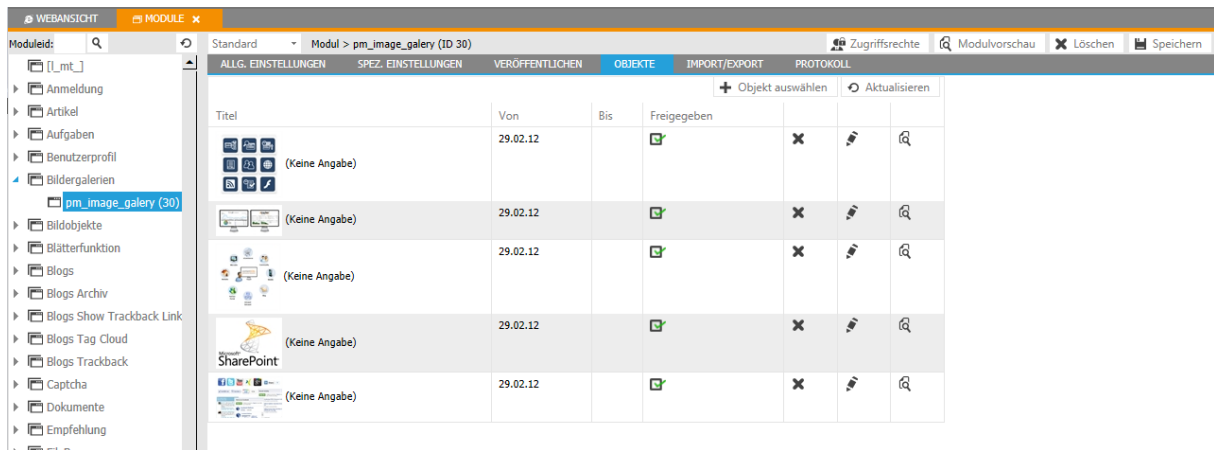 WEBANSICHT MODULE
Moduleid: Standard Modul > pm_image_galery (ID 30) Zugriffsrechte Modulvorschau Löschen Speichern
ALLG. EINSTELLUNGEN SPEZ. EINSTELLUNGEN VERÖFFENTLICHEN OBJEKTE IMPORT/EXPORT PROTOKOLL
Objekt auswählen Aktualisieren
[l_mt_]
Anmeldung
Artikel
Aufgaben
Benutzerprofil
Bildergalerien
pm_image_galery (30)
Bildobjekte
Blätterfunktion
Blogs
Blogs Archiv
Blogs Show Trackback Link
Blogs Tag Cloud
Blogs Trackback
Captcha
Dokumente
Empfehlung
Titel Von Bis Freigegeben
(Keine Angabe) 29.02.12
(Keine Angabe) 29.02.12
(Keine Angabe) 29.02.12
Microsoft
SharePoint
(Keine Angabe) 29.02.12
(Keine Angabe) 29.02.12